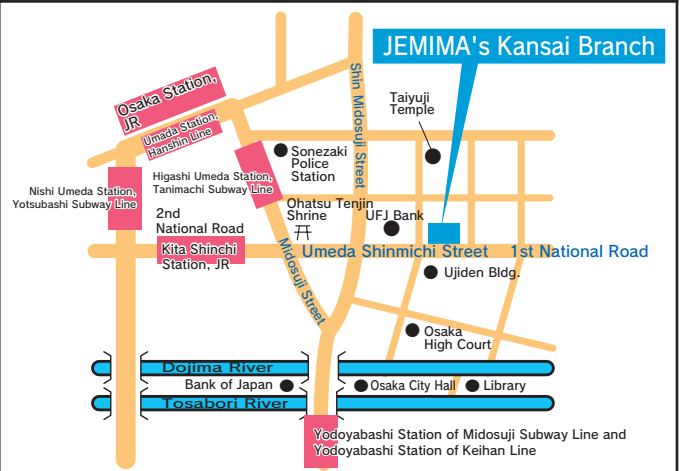 JEMIMA's Kansai Branch
Osaka Station,
JR
Umada Station,
Hanshin Line
Shin Midosuji Street
Taiyuji
Temple
Sonezaki
Police
Station
Higashi Umeda Station,
Tanimachi Subway Line
Nishi Umeda Station,
Yotsubashi Subway Line
2nd
National Road
Ohatsu Tenjin
Shrine
UFJ Bank
Kita Shinchi
Station, JR
Umeda Shinmichi Street
1st National Road
Midosuji Street
Ujiden Bldg.
Osaka
High Court
Dojima River
Bank of Japan
Osaka City Hall
Library
Tosabori River
Yodoyabashi Station of Midosuji Subway Line and
Yodoyabashi Station of Keihan Line